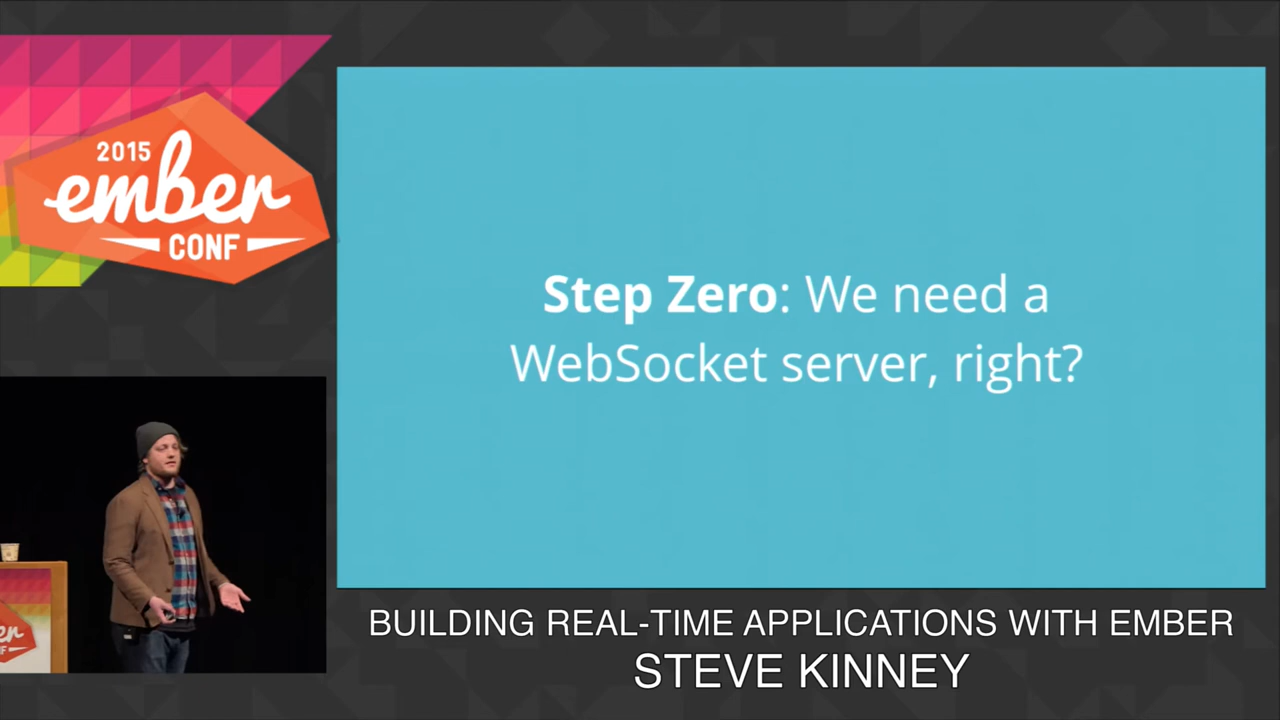 2015
ember
CONF
Step Zero: We need a
WebSocket server, right?
BUILDING REAL-TIME APPLICATIONS WITH EMBER
STEVE KINNEY